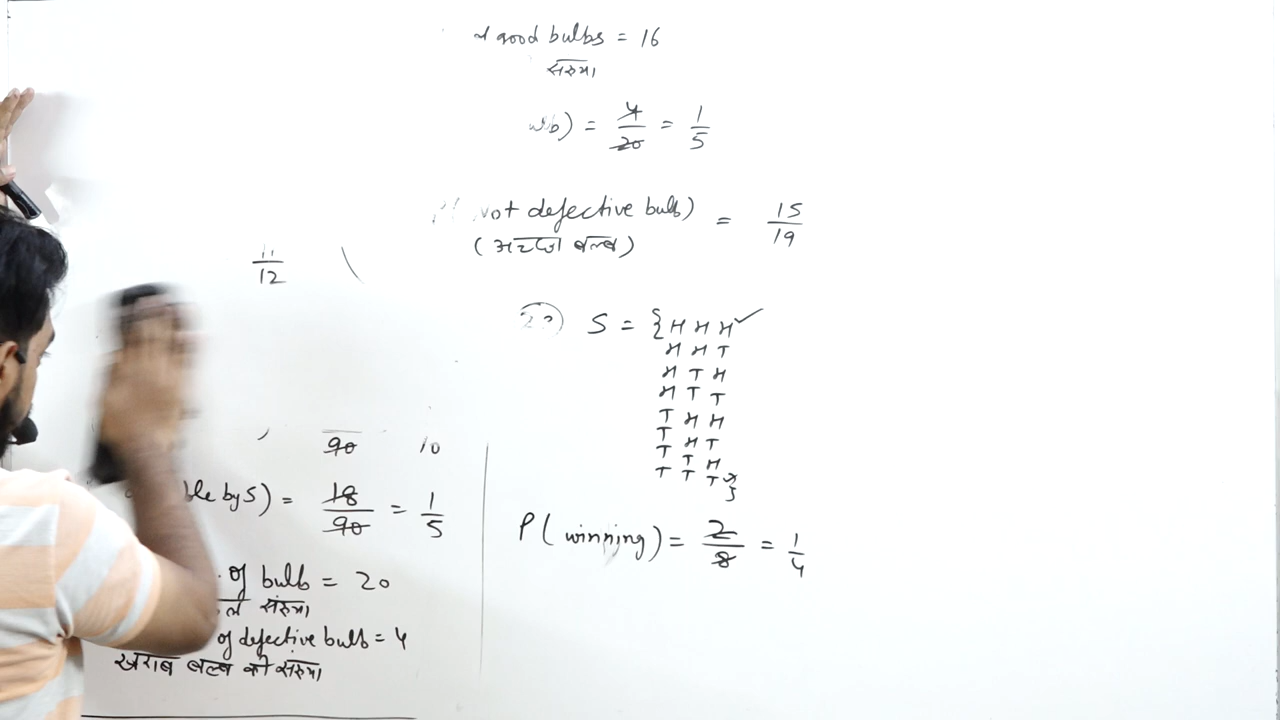 11/12
90 10
ble by 5) = 18/90 = 1/5
. of bulb = 20
संख्या
of defective bulb = 4
खराब बल्ब की संख्या
good bulbs = 16
संख्या
) = 4/20 = 1/5
Not defective bulb) = 15/19
(अच्छा बल्ब)
S = {H H H ✓
H H T
H T H
H T T
T H H
T H T
T T H
T T T }
P(winning) = 2/8 = 1/4